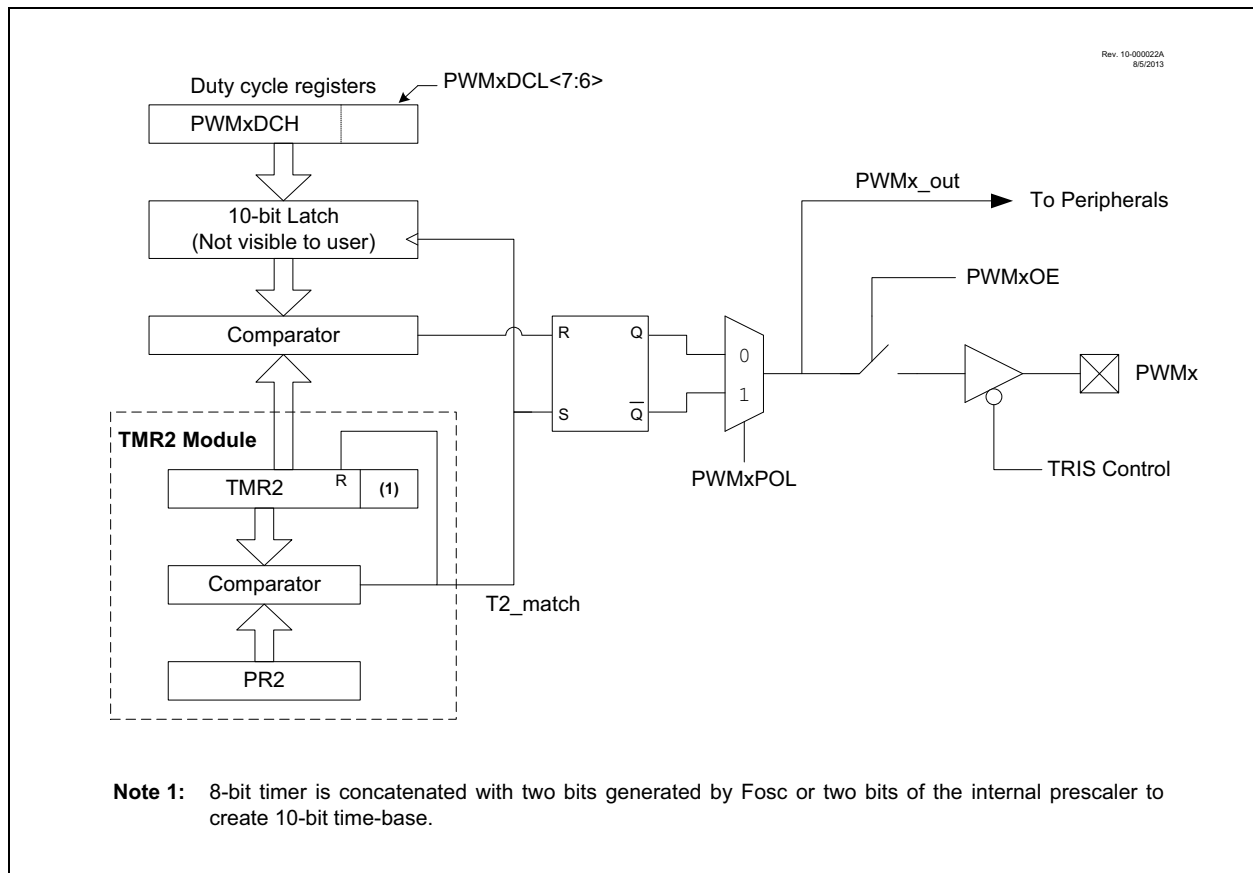 Rev. 10-000022A
8/5/2013
Duty cycle registers
PWMxDCL<7:6>
PWMxDCH
10-bit Latch
(Not visible to user)
Comparator
TMR2 Module
R
TMR2
(1)
Comparator
T2_match
PR2
R
Q
S
Q̅
0
1
PWMxPOL
PWMx_out
To Peripherals
PWMxOE
PWMx
TRIS Control
Note 1: 8-bit timer is concatenated with two bits generated by Fosc or two bits of the internal prescaler to
create 10-bit time-base.